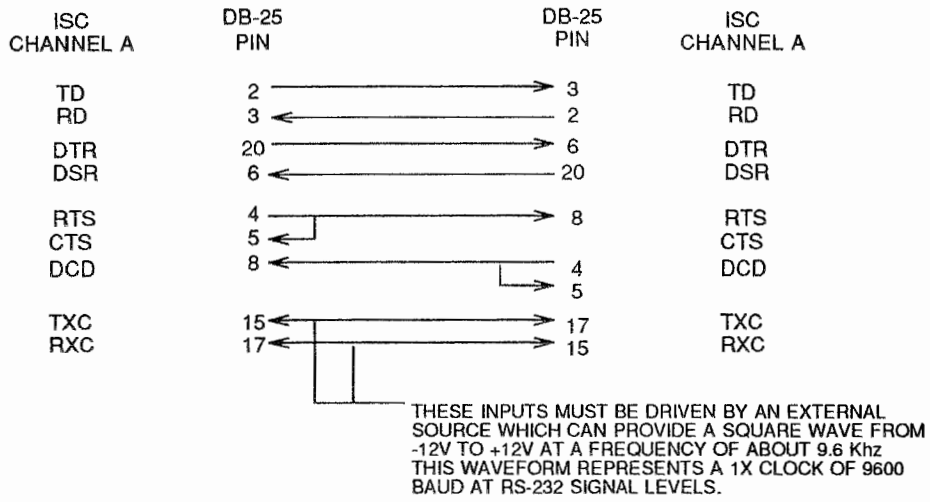 ISC DB-25 DB-25 ISC
CHANNEL A PIN PIN CHANNEL A
TD 2 3 TD
RD 3 2 RD
DTR 20 6 DTR
DSR 6 20 DSR
RTS 4 8 RTS
CTS 5 CTS
DCD 8 4 DCD
5
TXC 15 17 TXC
RXC 17 15 RXC
THESE INPUTS MUST BE DRIVEN BY AN EXTERNAL
SOURCE WHICH CAN PROVIDE A SQUARE WAVE FROM
-12V TO +12V AT A FREQUENCY OF ABOUT 9.6 Khz
THIS WAVEFORM REPRESENTS A 1X CLOCK OF 9600
BAUD AT RS-232 SIGNAL LEVELS.